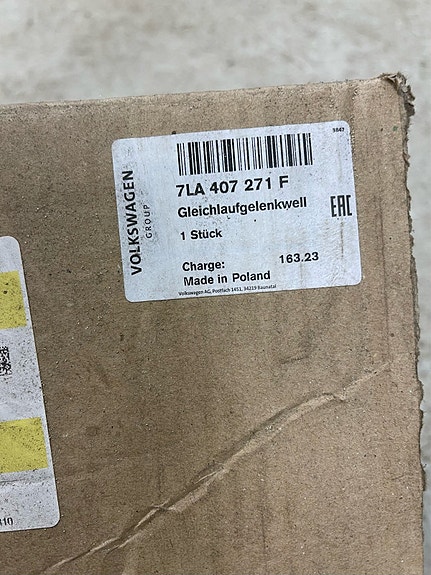 1847
7LA 407 271 F
Gleichlaufgelenkwell
1 Stück
EAC
VOLKSWAGEN
GROUP
Charge: 163.23
Made in Poland
Volkswagen AG, Postfach 1451, 34219 Baunatal